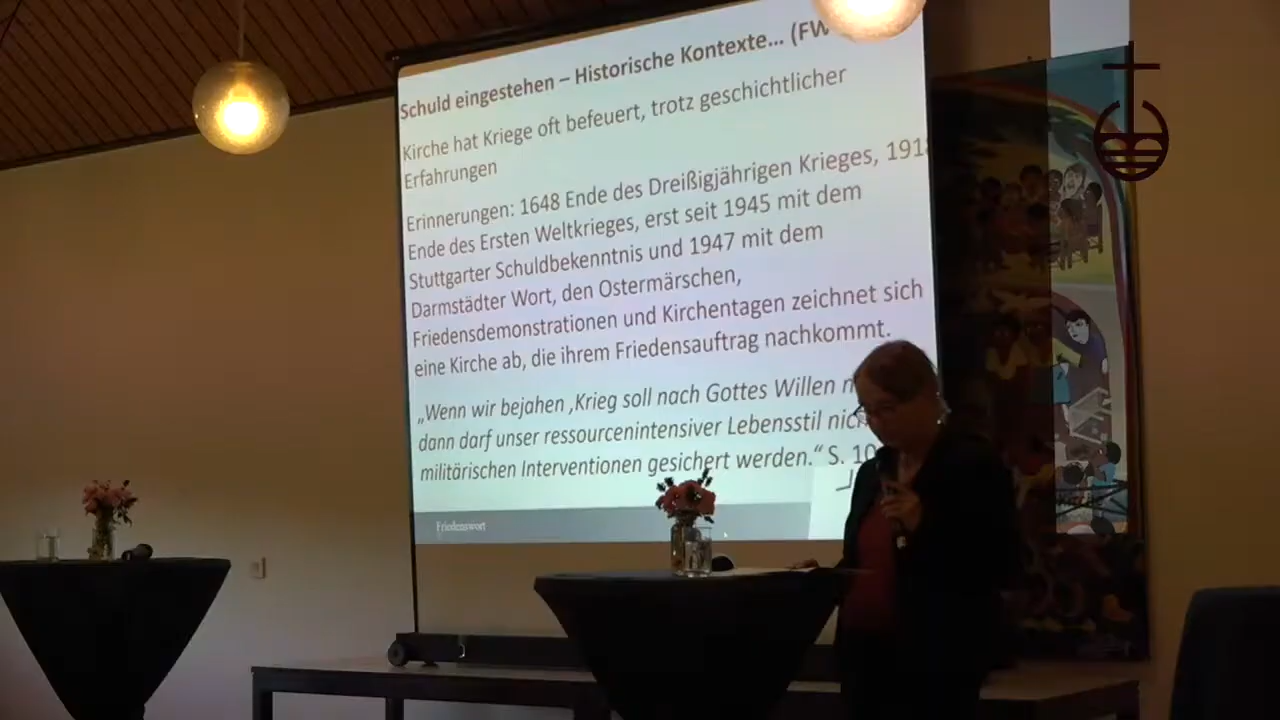 Schuld eingestehen – Historische Kontexte... (FW
Kirche hat Kriege oft befeuert, trotz geschichtlicher
Erfahrungen
Erinnerungen: 1648 Ende des Dreißigjährigen Krieges, 1918
Ende des Ersten Weltkrieges, erst seit 1945 mit dem
Stuttgarter Schuldbekenntnis und 1947 mit dem
Darmstädter Wort, den Ostermärschen,
Friedensdemonstrationen und Kirchentagen zeichnet sich
eine Kirche ab, die ihrem Friedensauftrag nachkommt.
„Wenn wir bejahen ‚Krieg soll nach Gottes Willen
dann darf unser ressourcenintensiver Lebensstil
militärischen Interventionen gesichert werden.“ S. 10
Friedenswort